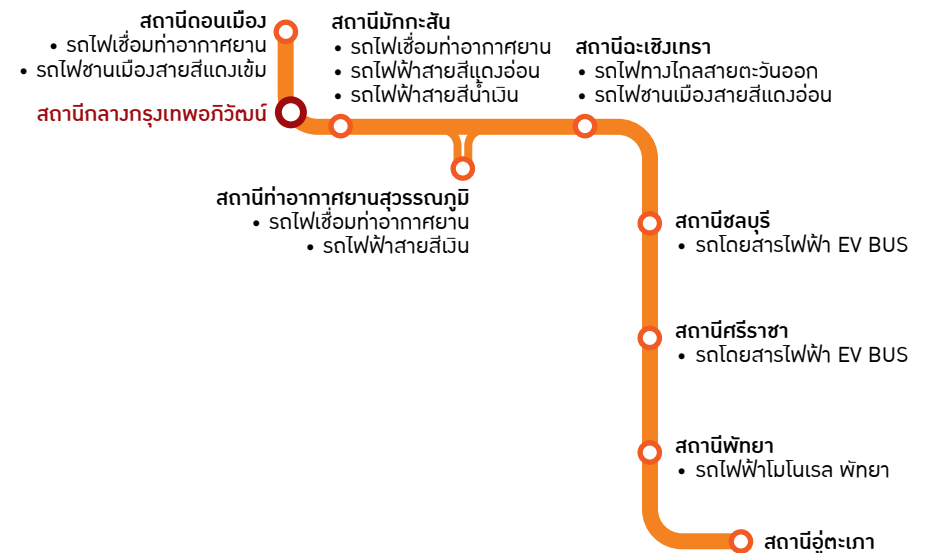 สถานีดอนเมือง
• รถไฟเชื่อมท่าอากาศยาน
• รถไฟชานเมืองสายสีแดงเข้ม
สถานีกลางกรุงเทพอภิวัฒน์
สถานีมักกะสัน
• รถไฟเชื่อมท่าอากาศยาน
• รถไฟฟ้าสายสีแดงอ่อน
• รถไฟฟ้าสายสีน้ำเงิน
สถานีฉะเชิงเทรา
• รถไฟทางไกลสายตะวันออก
• รถไฟชานเมืองสายสีแดงอ่อน
สถานีท่าอากาศยานสุวรรณภูมิ
• รถไฟเชื่อมท่าอากาศยาน
• รถไฟฟ้าสายสีเงิน
สถานีชลบุรี
• รถโดยสารไฟฟ้า EV BUS
สถานีศรีราชา
• รถโดยสารไฟฟ้า EV BUS
สถานีพัทยา
• รถไฟฟ้าโมโนเรล พัทยา
สถานีอู่ตะเภา